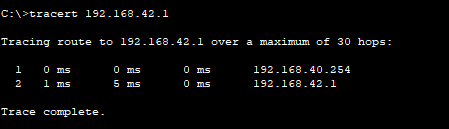 C:\>tracert 192.168.42.1
Tracing route to 192.168.42.1 over a maximum of 30 hops:
1 0 ms 0 ms 0 ms 192.168.40.254
2 1 ms 5 ms 0 ms 192.168.42.1
Trace complete.